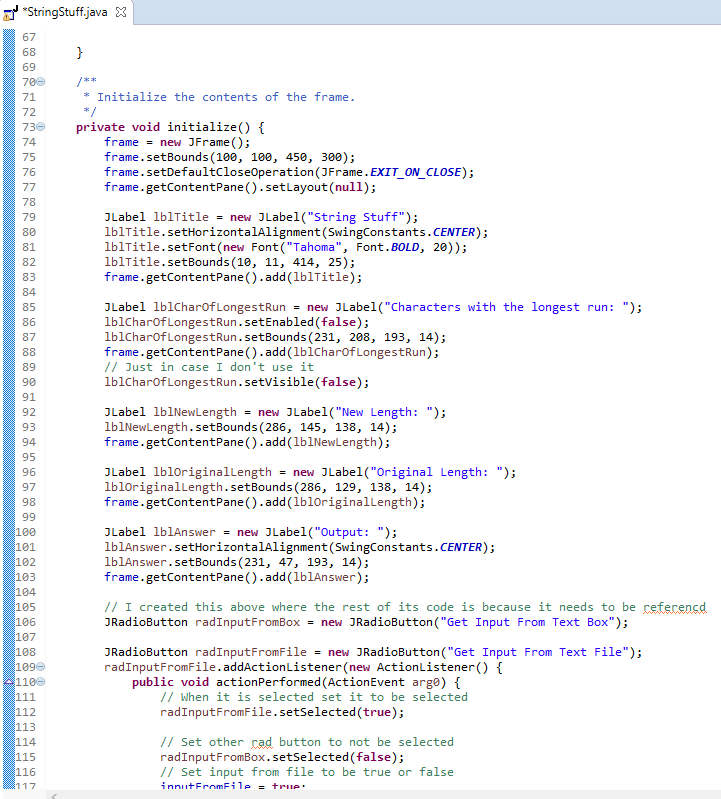 *StringStuff.java
67
68 }
69
70 /**
71 * Initialize the contents of the frame.
72 */
73 private void initialize() {
74 frame = new JFrame();
75 frame.setBounds(100, 100, 450, 300);
76 frame.setDefaultCloseOperation(JFrame.EXIT_ON_CLOSE);
77 frame.getContentPane().setLayout(null);
78
79 JLabel lblTitle = new JLabel("String Stuff");
80 lblTitle.setHorizontalAlignment(SwingConstants.CENTER);
81 lblTitle.setFont(new Font("Tahoma", Font.BOLD, 20));
82 lblTitle.setBounds(10, 11, 414, 25);
83 frame.getContentPane().add(lblTitle);
84
85 JLabel lblCharOfLongestRun = new JLabel("Characters with the longest run: ");
86 lblCharOfLongestRun.setEnabled(false);
87 lblCharOfLongestRun.setBounds(231, 208, 193, 14);
88 frame.getContentPane().add(lblCharOfLongestRun);
89 // Just in case I don't use it
90 lblCharOfLongestRun.setVisible(false);
91
92 JLabel lblNewLength = new JLabel("New Length: ");
93 lblNewLength.setBounds(286, 145, 138, 14);
94 frame.getContentPane().add(lblNewLength);
95
96 JLabel lblOriginalLength = new JLabel("Original Length: ");
97 lblOriginalLength.setBounds(286, 129, 138, 14);
98 frame.getContentPane().add(lblOriginalLength);
99
100 JLabel lblAnswer = new JLabel("Output: ");
101 lblAnswer.setHorizontalAlignment(SwingConstants.CENTER);
102 lblAnswer.setBounds(231, 47, 193, 14);
103 frame.getContentPane().add(lblAnswer);
104
105 // I created this above where the rest of its code is because it needs to be referencd
106 JRadioButton radInputFromBox = new JRadioButton("Get Input From Text Box");
107
108 JRadioButton radInputFromFile = new JRadioButton("Get Input From Text File");
109 radInputFromFile.addActionListener(new ActionListener() {
110 public void actionPerformed(ActionEvent arg0) {
111 // When it is selected set it to be selected
112 radInputFromFile.setSelected(true);
113
114 // Set other rad button to not be selected
115 radInputFromBox.setSelected(false);
116 // Set input from file to be true or false
117 inputFromFile = true;